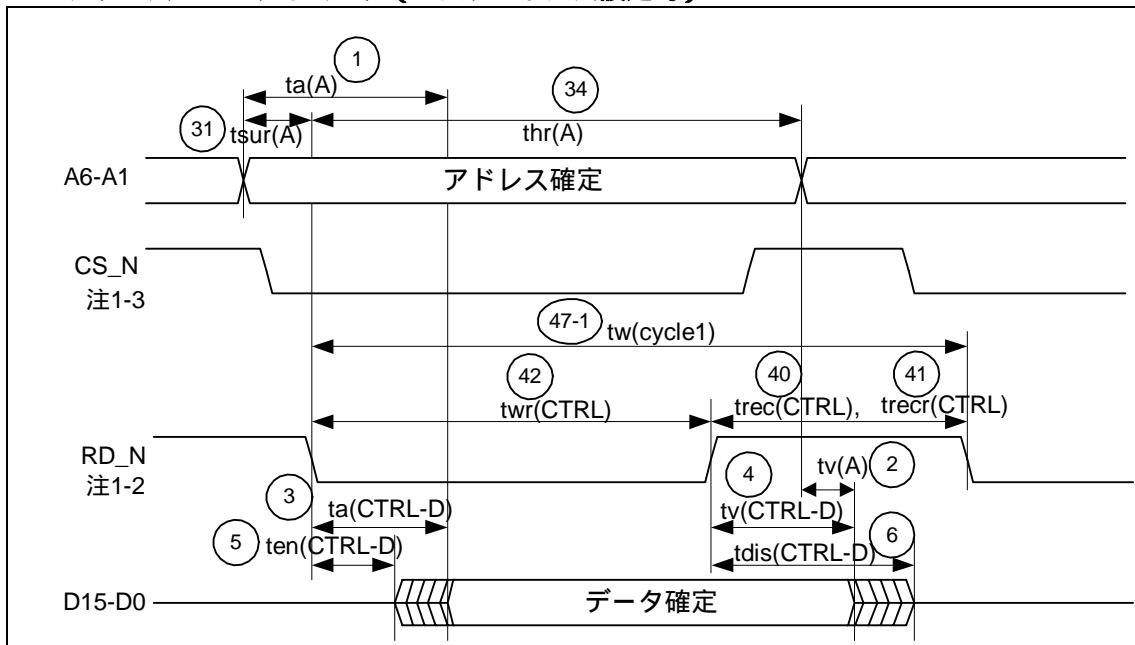 1
ta(A)
34
31
tsur(A)
thr(A)
A6-A1
アドレス確定
CS_N
注1-3
47-1
tw(cycle1)
42
40
41
twr(CTRL)
trec(CTRL),
trecr(CTRL)
RD_N
注1-2
4
tv(A)
2
3
ta(CTRL-D)
tv(CTRL-D)
5
ten(CTRL-D)
tdis(CTRL-D)
6
D15-D0
データ確定